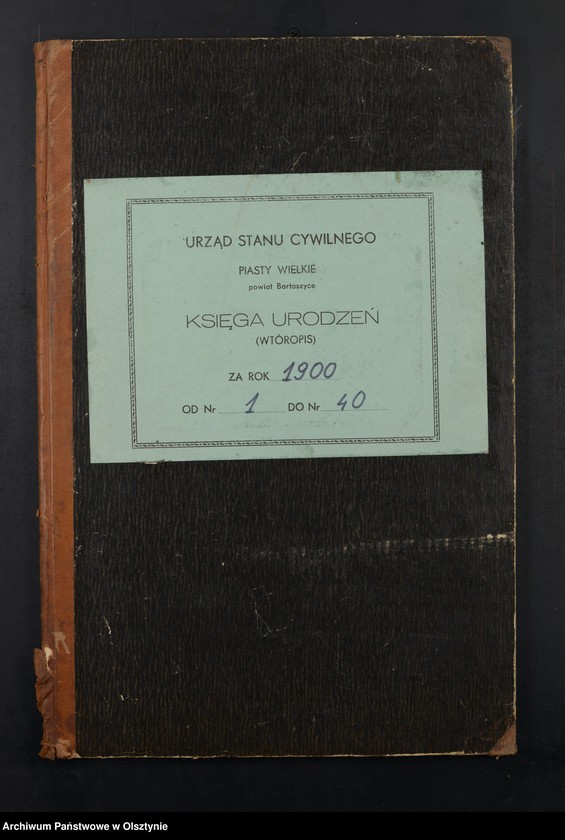 URZĄD STANU CYWILNEGO
PIASTY WIELKIE
powiat Bartoszyce
KSIĘGA URODZEŃ
(WTÓROPIS)
ZA ROK 1900
OD Nr 1 DO Nr 40
Archiwum Państwowe w Olsztynie